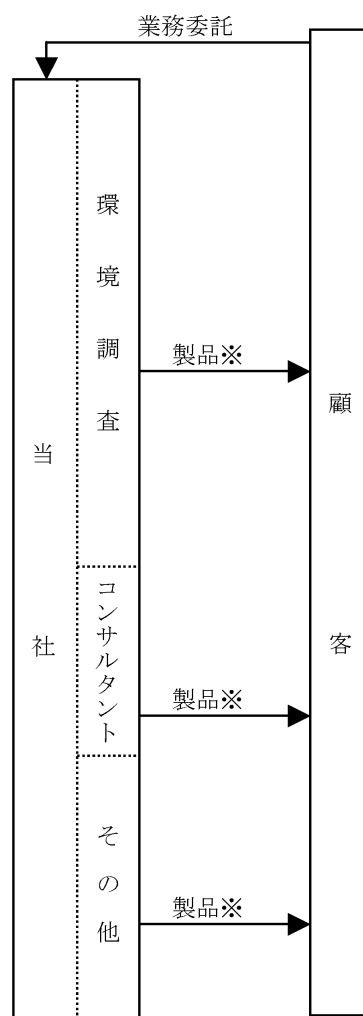 業務委託
当社
環境調査
製品※
コンサルタント
製品※
その他
製品※
顧客